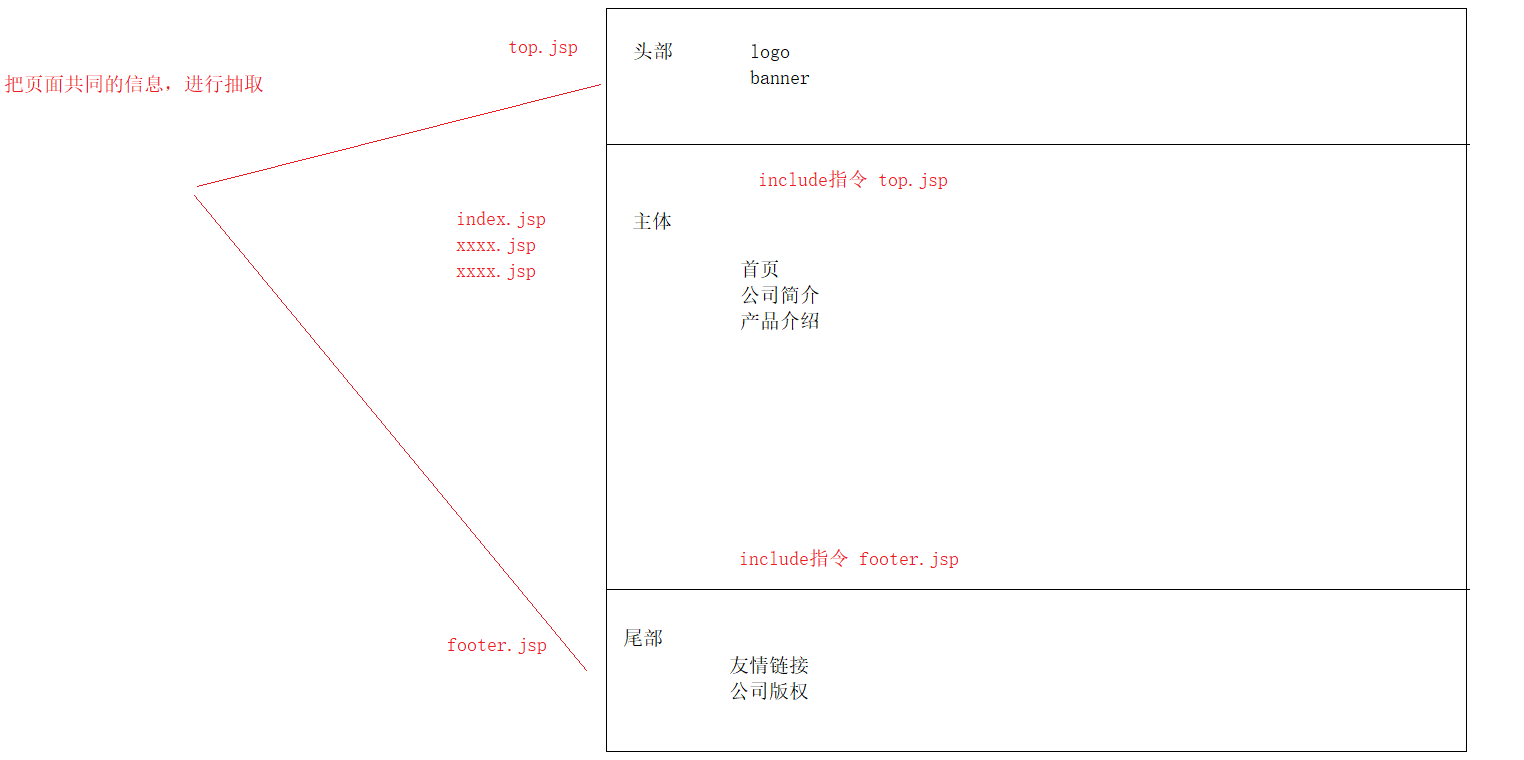 top.jsp
头部 logo
banner
把页面共同的信息，进行抽取
include指令 top.jsp
index.jsp
xxxx.jsp
xxxx.jsp
主体
首页
公司简介
产品介绍
include指令 footer.jsp
footer.jsp
尾部
友情链接
公司版权